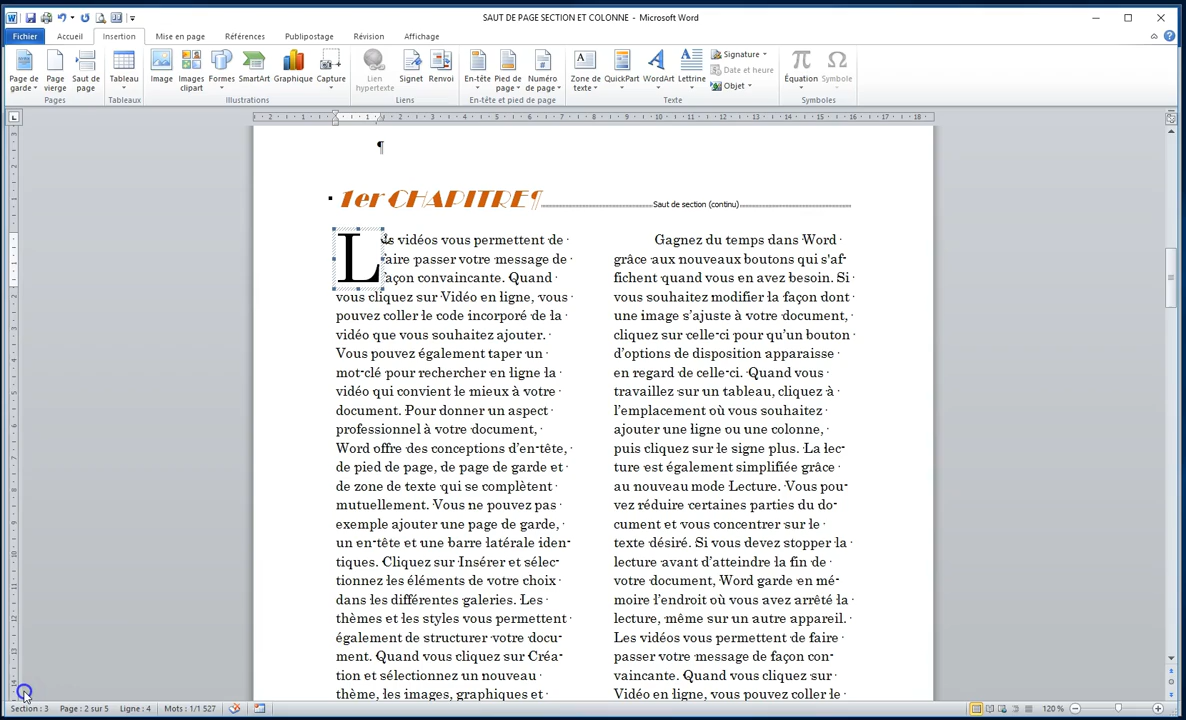 SAUT DE PAGE SECTION ET COLONNE - Microsoft Word
Fichier Accueil Insertion Mise en page Références Publipostage Révision Affichage
Page de garde Page vierge Saut de page Tableau Image Images clipart Formes SmartArt Graphique Capture Lien hypertexte Signet Renvoi En-tête Pied de page Numéro de page Zone de texte QuickPart WordArt Lettrine Signature Date et heure Objet Équation Symbole
Pages Tableaux Illustrations Liens En-tête et pied de page Texte Symboles
2 1 1 2 3 4 5 6 7 8 9 10 11 12 13 14 15 16 17 18
¶
1er CHAPITRE¶ Saut de section (continu)
Les vidéos vous permettent de
faire passer votre message de
façon convaincante. Quand
vous cliquez sur Vidéo en ligne, vous
pouvez coller le code incorporé de la
vidéo que vous souhaitez ajouter.
Vous pouvez également taper un
mot-clé pour rechercher en ligne la
vidéo qui convient le mieux à votre
document. Pour donner un aspect
professionnel à votre document,
Word offre des conceptions d'en-tête,
de pied de page, de page de garde et
de zone de texte qui se complètent
mutuellement. Vous ne pouvez pas
exemple ajouter une page de garde,
un en-tête et une barre latérale iden-
tiques. Cliquez sur Insérer et sélec-
tionnez les éléments de votre choix
dans les différentes galeries. Les
thèmes et les styles vous permettent
également de structurer votre docu-
ment. Quand vous cliquez sur Créa-
tion et sélectionnez un nouveau
thème, les images, graphiques et
Gagnez du temps dans Word
grâce aux nouveaux boutons qui s'af-
fichent quand vous en avez besoin. Si
vous souhaitez modifier la façon dont
une image s'ajuste à votre document,
cliquez sur celle-ci pour qu'un bouton
d'options de disposition apparaisse
en regard de celle-ci. Quand vous
travaillez sur un tableau, cliquez à
l'emplacement où vous souhaitez
ajouter une ligne ou une colonne,
puis cliquez sur le signe plus. La lec-
ture est également simplifiée grâce
au nouveau mode Lecture. Vous pou-
vez réduire certaines parties du do-
cument et vous concentrer sur le
texte désiré. Si vous devez stopper la
lecture avant d'atteindre la fin de
votre document, Word garde en mé-
moire l'endroit où vous avez arrêté la
lecture, même sur un autre appareil.
Les vidéos vous permettent de faire
passer votre message de façon con-
vaincante. Quand vous cliquez sur
Vidéo en ligne, vous pouvez coller le
Section : 3 Page : 2 sur 5 Ligne : 4 Mots : 1/1 527 120 %